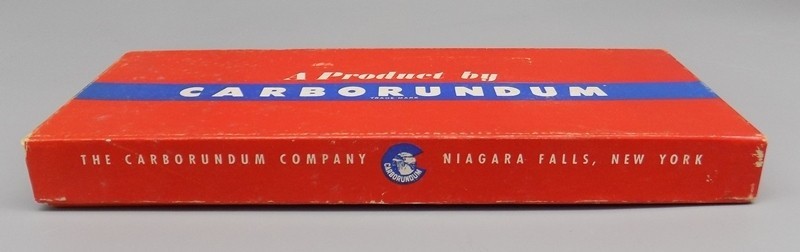 A Product by
CARBORUNDUM
TRADE MARK
THE CARBORUNDUM COMPANY CARBORUNDUM NIAGARA FALLS, NEW YORK